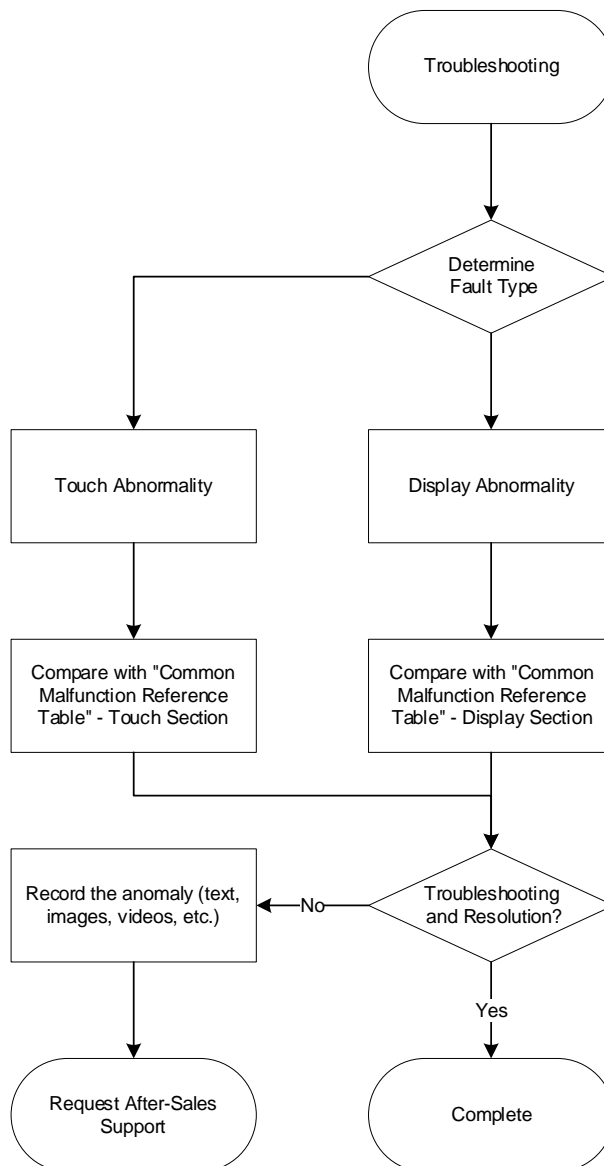 Troubleshooting
Determine
Fault Type
Touch Abnormality
Display Abnormality
Compare with "Common
Malfunction Reference
Table" - Touch Section
Compare with "Common
Malfunction Reference
Table" - Display Section
Record the anomaly (text,
images, videos, etc.)
No
Troubleshooting
and Resolution?
Yes
Request After-Sales
Support
Complete